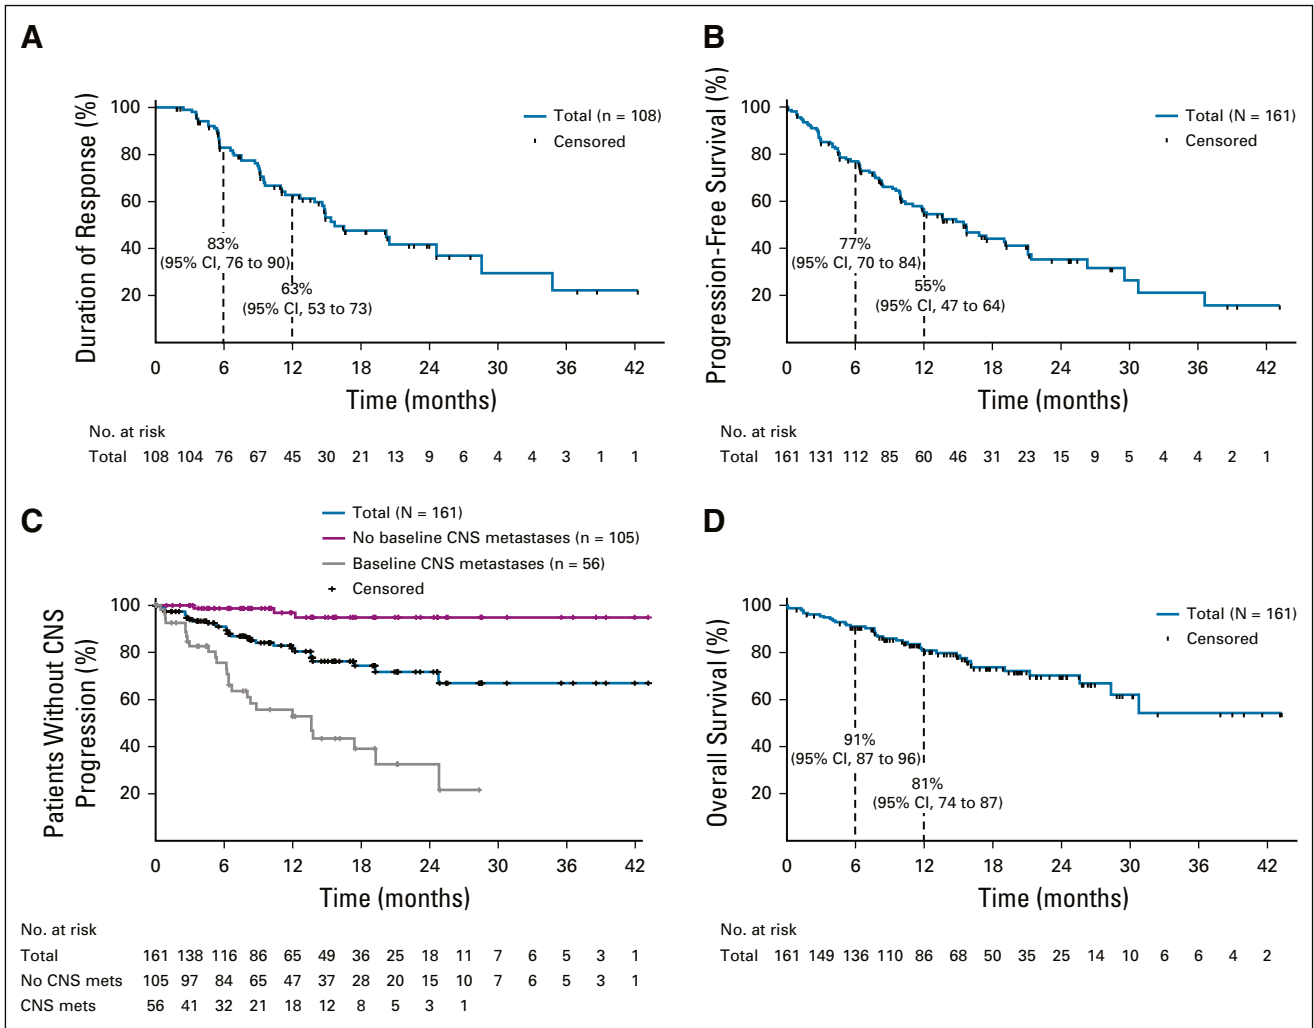 A
Duration of Response (%)
100
80
60
40
20
Total (n = 108)
Censored
83%
(95% CI, 76 to 90)
63%
(95% CI, 53 to 73)
0 6 12 18 24 30 36 42
Time (months)
No. at risk
Total 108 104 76 67 45 30 21 13 9 6 4 4 3 1 1
B
Progression-Free Survival (%)
100
80
60
40
20
Total (N = 161)
Censored
77%
(95% CI, 70 to 84)
55%
(95% CI, 47 to 64)
0 6 12 18 24 30 36 42
Time (months)
No. at risk
Total 161 131 112 85 60 46 31 23 15 9 5 4 4 2 1
C
Total (N = 161)
No baseline CNS metastases (n = 105)
Baseline CNS metastases (n = 56)
Censored
Patients Without CNS
Progression (%)
100
80
60
40
20
0 6 12 18 24 30 36 42
Time (months)
No. at risk
Total 161 138 116 86 65 49 36 25 18 11 7 6 5 3 1
No CNS mets 105 97 84 65 47 37 28 20 15 10 7 6 5 3 1
CNS mets 56 41 32 21 18 12 8 5 3 1
D
Overall Survival (%)
100
80
60
40
20
Total (N = 161)
Censored
91%
(95% CI, 87 to 96)
81%
(95% CI, 74 to 87)
0 6 12 18 24 30 36 42
Time (months)
No. at risk
Total 161 149 136 110 86 68 50 35 25 14 10 6 6 4 2